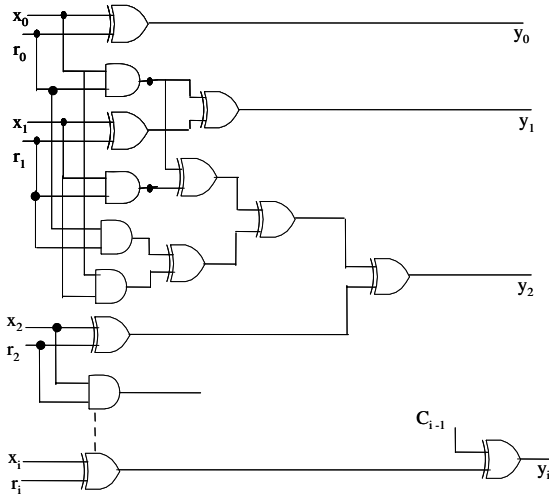 x₀
r₀
y₀
x₁
r₁
y₁
x₂
r₂
y₂
Cᵢ₋₁
xᵢ
rᵢ
yᵢ